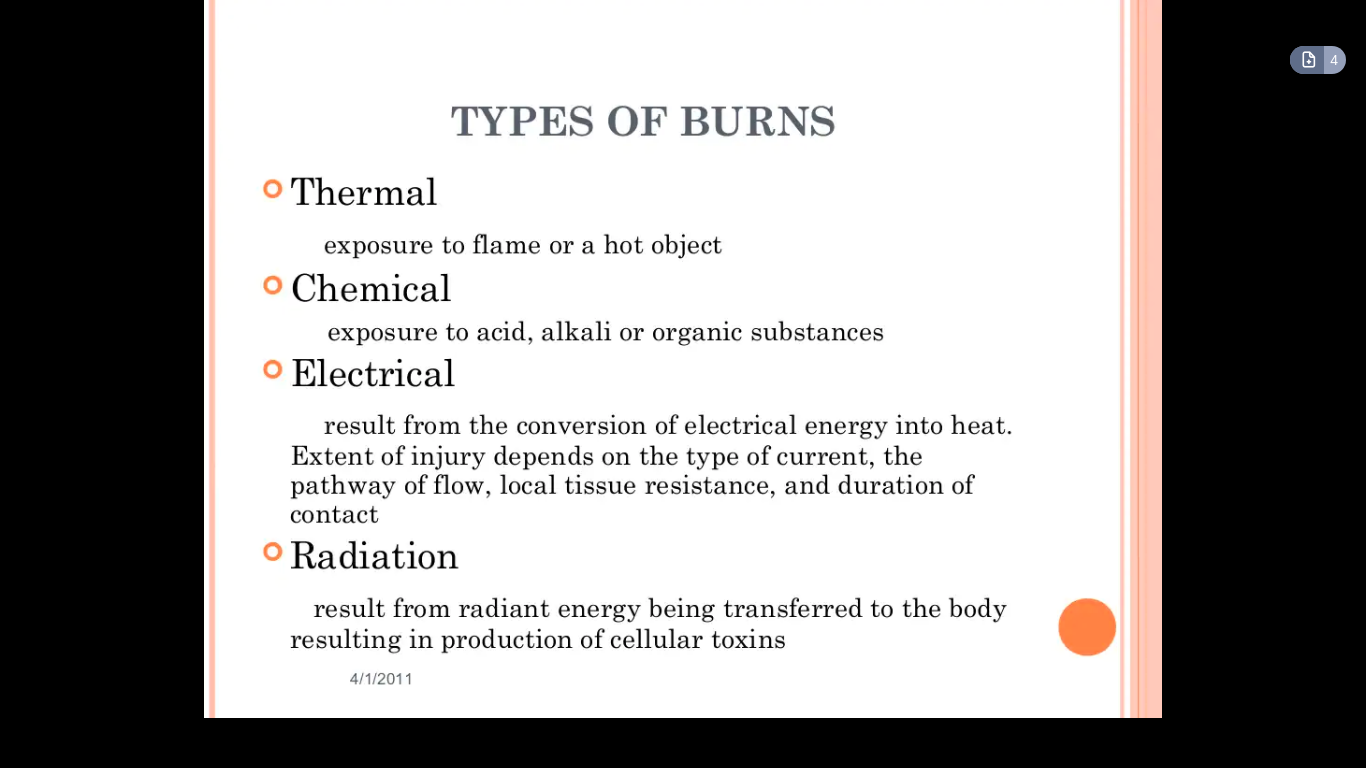 4
TYPES OF BURNS
Thermal
exposure to flame or a hot object
Chemical
exposure to acid, alkali or organic substances
Electrical
result from the conversion of electrical energy into heat.
Extent of injury depends on the type of current, the
pathway of flow, local tissue resistance, and duration of
contact
Radiation
result from radiant energy being transferred to the body
resulting in production of cellular toxins
4/1/2011